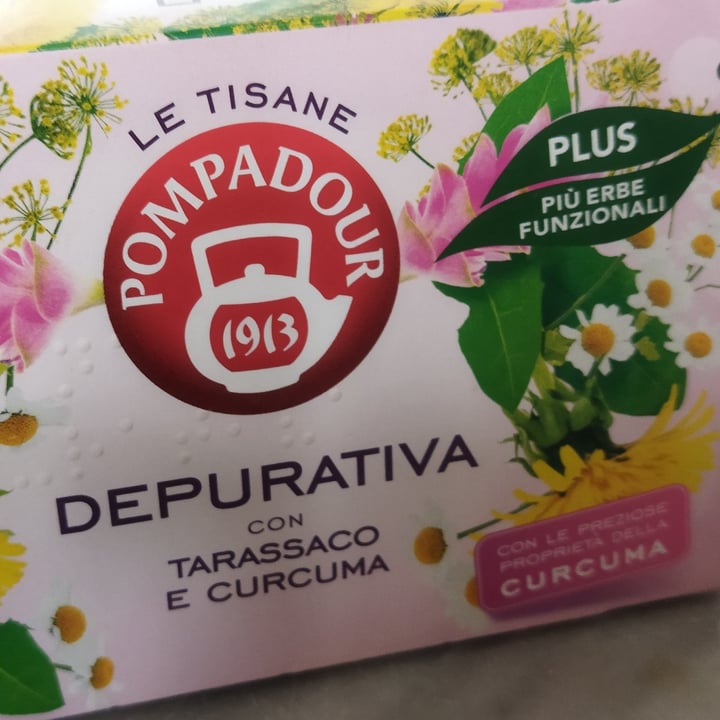 LE TISANE
POMPADOUR
1913
PLUS
PIÙ ERBE
FUNZIONALI
DEPURATIVA
CON
TARASSACO
E CURCUMA
CON LE PREZIOSE
PROPRIETÀ DELLA
CURCUMA